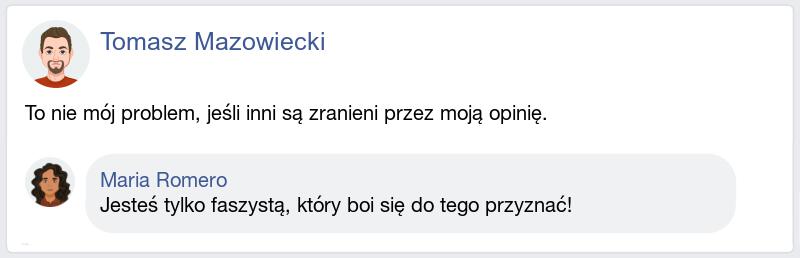 Tomasz Mazowiecki
To nie mój problem, jeśli inni są zranieni przez moją opinię.
Maria Romero
Jesteś tylko faszystą, który boi się do tego przyznać!